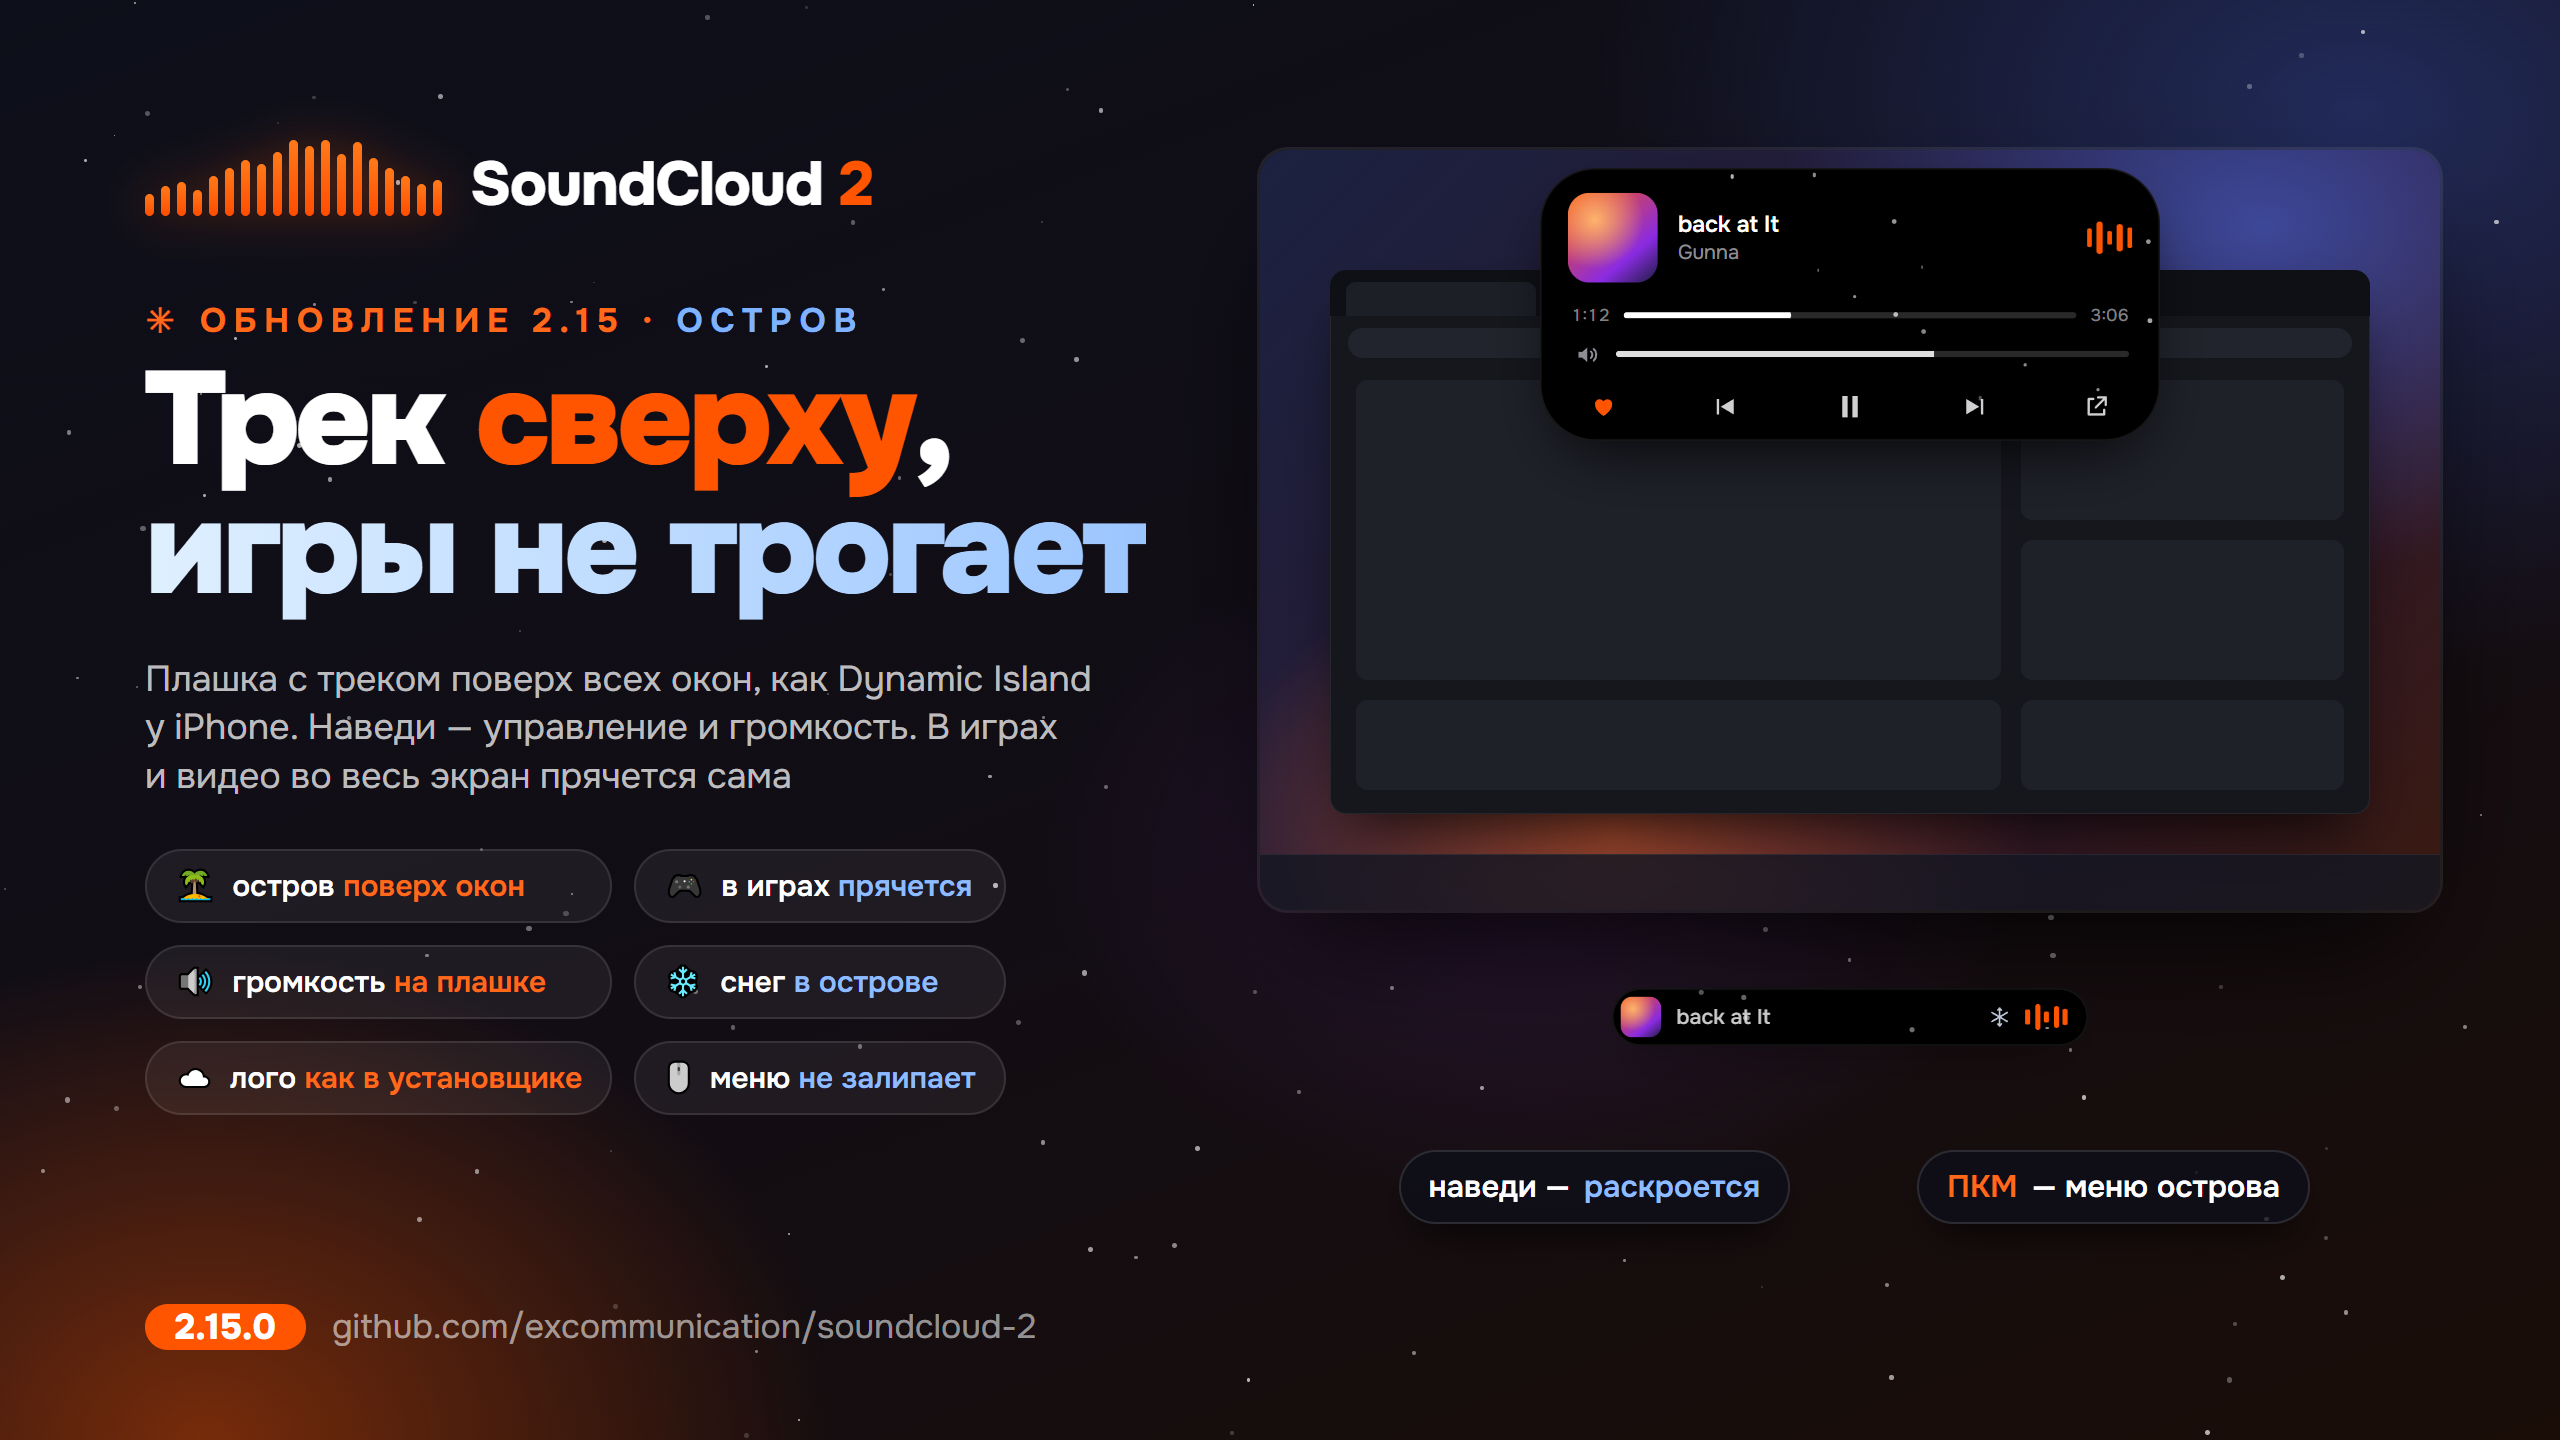 SoundCloud 2
✳ ОБНОВЛЕНИЕ 2.15 · ОСТРОВ
Трек сверху,
игры не трогает
Плашка с треком поверх всех окон, как Dynamic Island
у iPhone. Наведи — управление и громкость. В играх
и видео во весь экран прячется сама
остров поверх окон
в играх прячется
громкость на плашке
снег в острове
лого как в установщике
меню не залипает
2.15.0 github.com/excommunication/soundcloud-2
back at It
Gunna
1:12 3:06
back at It
наведи — раскроется
ПКМ — меню острова